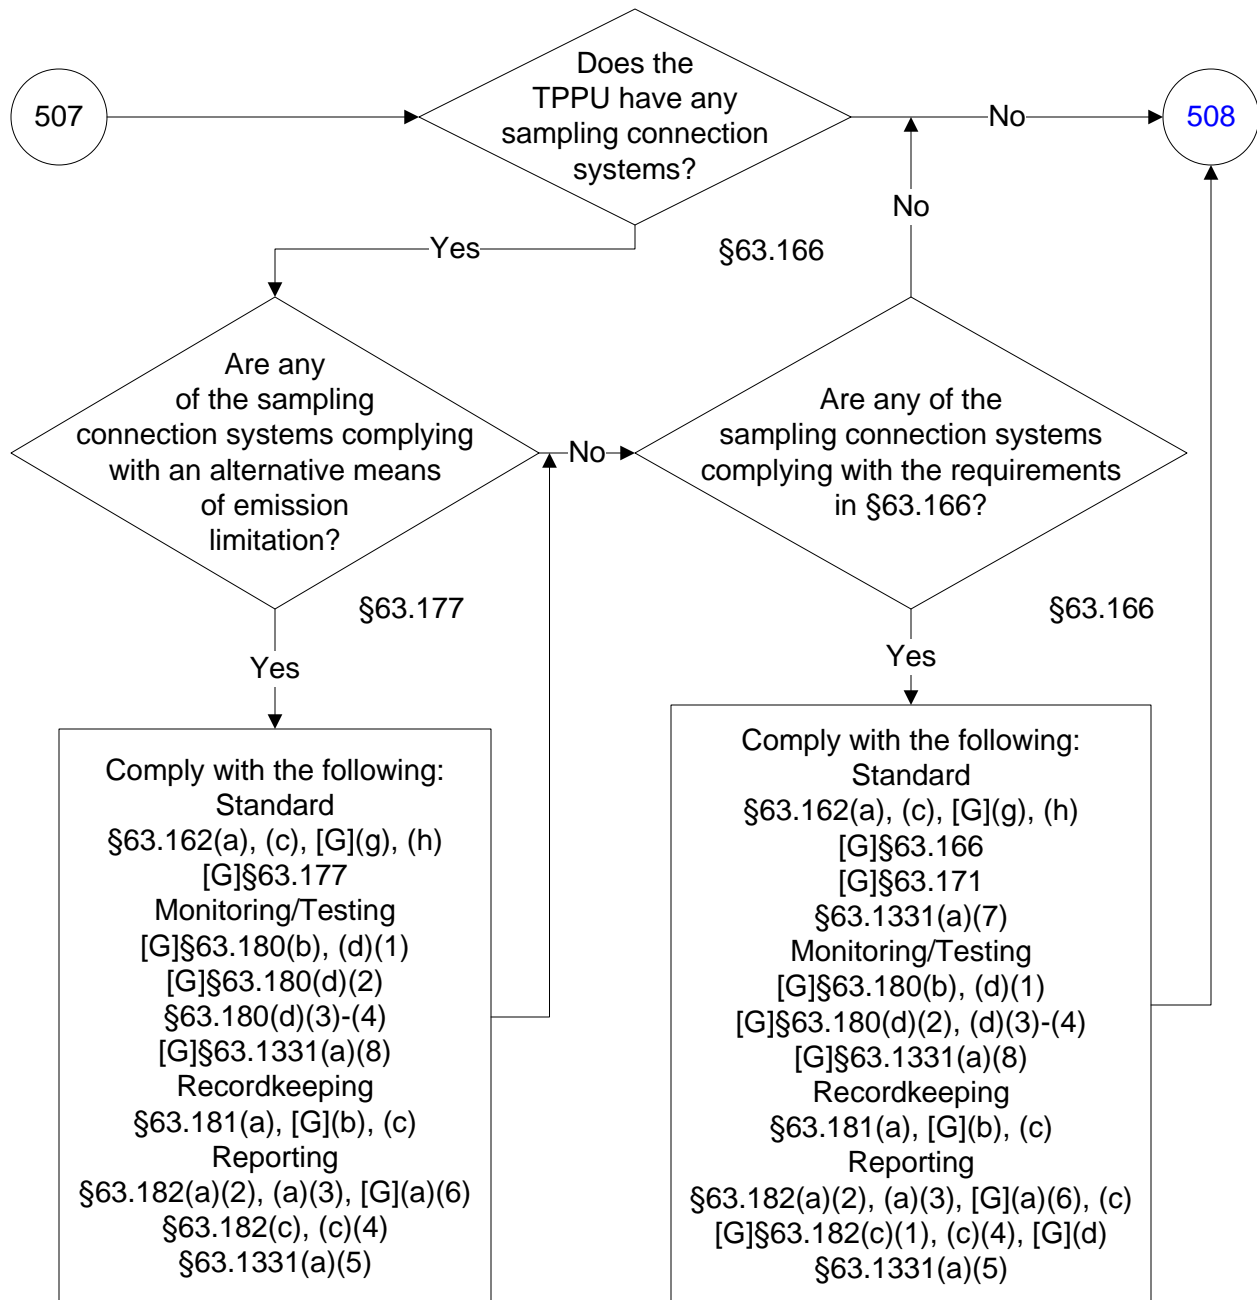 507
Does the
TPPU have any
sampling connection
systems?
No
508
Yes
§63.166
No
Are any
of the sampling
connection systems complying
with an alternative means
of emission
limitation?
No
Are any of the
sampling connection systems
complying with the requirements
in §63.166?
§63.177
§63.166
Yes
Yes
Comply with the following:
Standard
§63.162(a), (c), [G](g), (h)
[G]§63.177
Monitoring/Testing
[G]§63.180(b), (d)(1)
[G]§63.180(d)(2)
§63.180(d)(3)-(4)
[G]§63.1331(a)(8)
Recordkeeping
§63.181(a), [G](b), (c)
Reporting
§63.182(a)(2), (a)(3), [G](a)(6)
§63.182(c), (c)(4)
§63.1331(a)(5)
Comply with the following:
Standard
§63.162(a), (c), [G](g), (h)
[G]§63.166
[G]§63.171
§63.1331(a)(7)
Monitoring/Testing
[G]§63.180(b), (d)(1)
[G]§63.180(d)(2), (d)(3)-(4)
[G]§63.1331(a)(8)
Recordkeeping
§63.181(a), [G](b), (c)
Reporting
§63.182(a)(2), (a)(3), [G](a)(6), (c)
[G]§63.182(c)(1), (c)(4), [G](d)
§63.1331(a)(5)